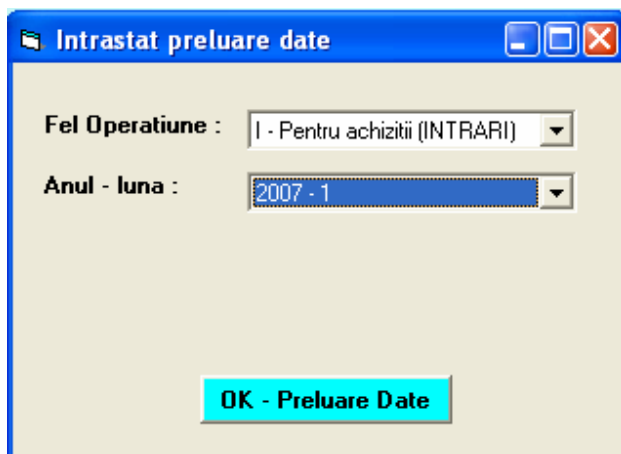 Intrastat preluare date
Fel Operatiune : I - Pentru achizitii (INTRARI)
Anul - luna : 2007 - 1
OK - Preluare Date